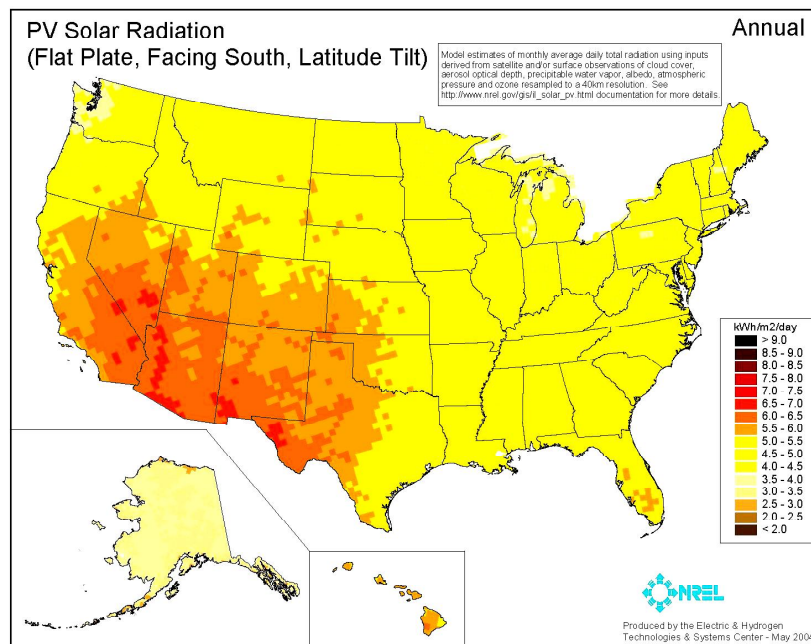 PV Solar Radiation
(Flat Plate, Facing South, Latitude Tilt)
Annual
Model estimates of monthly average daily total radiation using inputs
derived from satellite and/or surface observations of cloud cover,
aerosol optical depth, precipitable water vapor, albedo, atmospheric
pressure and ozone resampled to a 40km resolution. See
http://www.nrel.gov/gis/il_solar_pv.html documentation for more details.
kWh/m2/day
> 9.0
8.5 - 9.0
8.0 - 8.5
7.5 - 8.0
7.0 - 7.5
6.5 - 7.0
6.0 - 6.5
5.5 - 6.0
5.0 - 5.5
4.5 - 5.0
4.0 - 4.5
3.5 - 4.0
3.0 - 3.5
2.5 - 3.0
2.0 - 2.5
< 2.0
NREL
Produced by the Electric & Hydrogen
Technologies & Systems Center - May 2004